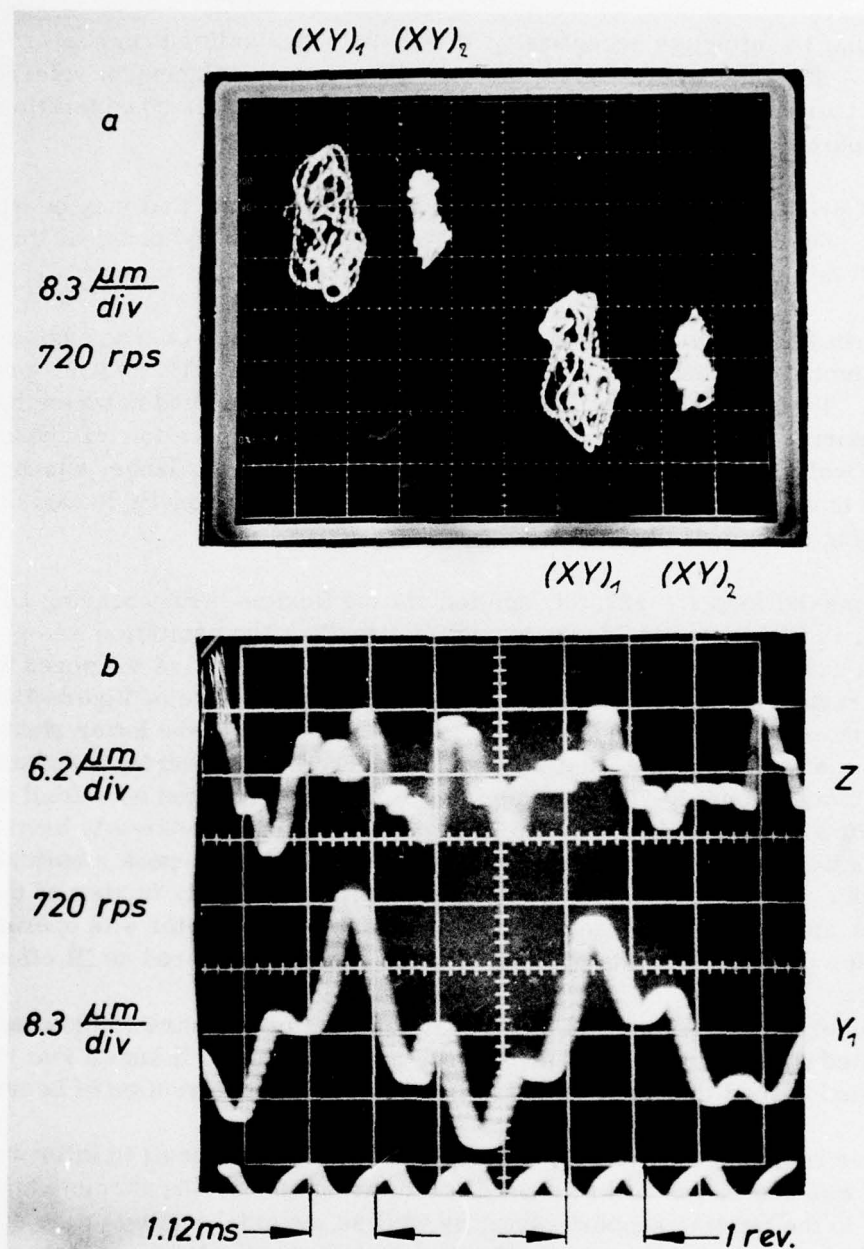 (XY)₁ (XY)₂
a
8.3 μm/div
720 rps
(XY)₁ (XY)₂
b
6.2 μm/div
Z
720 rps
8.3 μm/div
Y₁
1.12ms
1 rev.